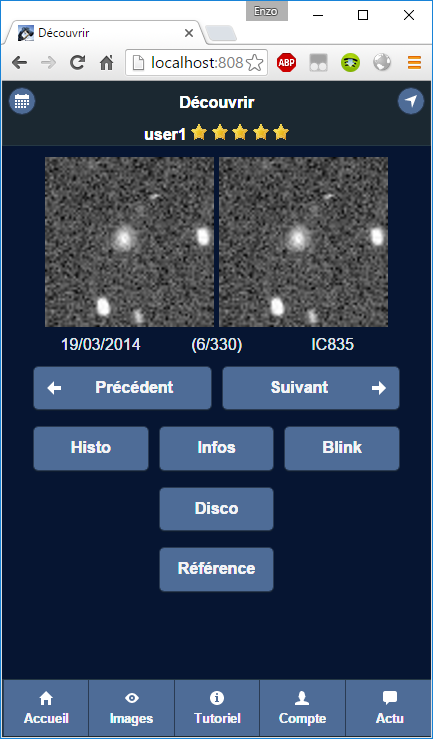 Enzo
Découvrir
localhost:808
ABP
Découvrir
user1
19/03/2014 (6/330) IC835
Précédent Suivant
Histo Infos Blink
Disco
Référence
Accueil Images Tutoriel Compte Actu